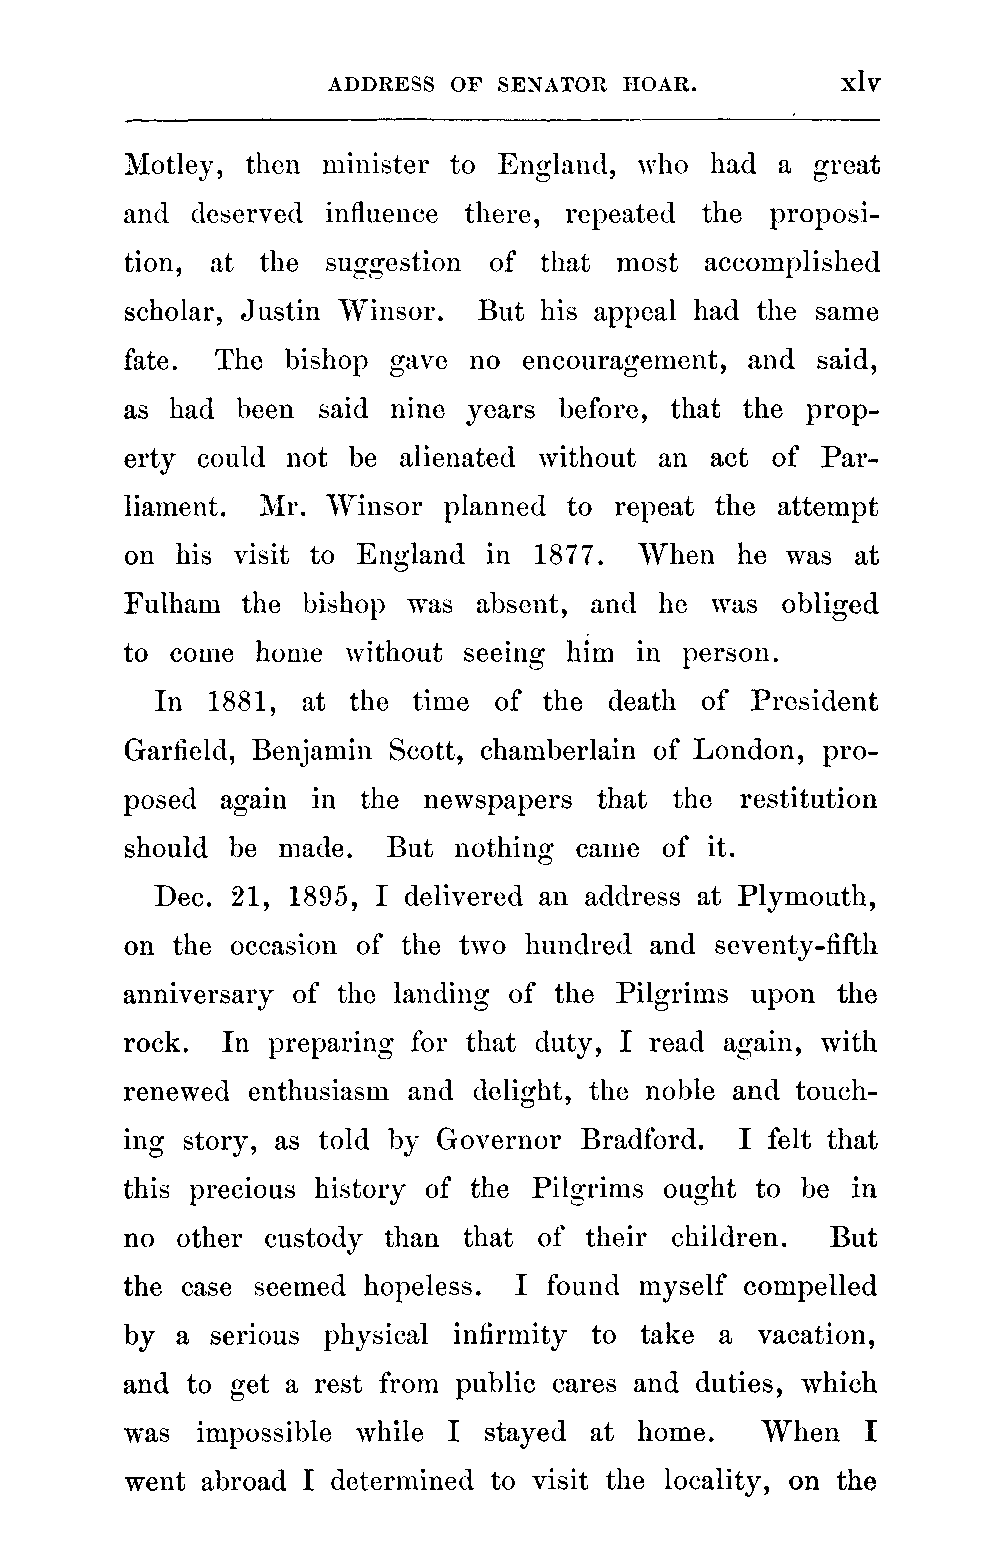 ADDRESS OF SENATOR HOAR. xlv
Motley, then minister to England, who had a great
and deserved influence there, repeated the proposi-
tion, at the suggestion of that most accomplished
scholar, Justin Winsor. But his appeal had the same
fate. The bishop gave no encouragement, and said,
as had been said nine years before, that the prop-
erty could not be alienated without an act of Par-
liament. Mr. Winsor planned to repeat the attempt
on his visit to England in 1877. When he was at
Fulham the bishop was absent, and he was obliged
to come home without seeing him in person.
In 1881, at the time of the death of President
Garfield, Benjamin Scott, chamberlain of London, pro-
posed again in the newspapers that the restitution
should be made. But nothing came of it.
Dec. 21, 1895, I delivered an address at Plymouth,
on the occasion of the two hundred and seventy-fifth
anniversary of the landing of the Pilgrims upon the
rock. In preparing for that duty, I read again, with
renewed enthusiasm and delight, the noble and touch-
ing story, as told by Governor Bradford. I felt that
this precious history of the Pilgrims ought to be in
no other custody than that of their children. But
the case seemed hopeless. I found myself compelled
by a serious physical infirmity to take a vacation,
and to get a rest from public cares and duties, which
was impossible while I stayed at home. When I
went abroad I determined to visit the locality, on the